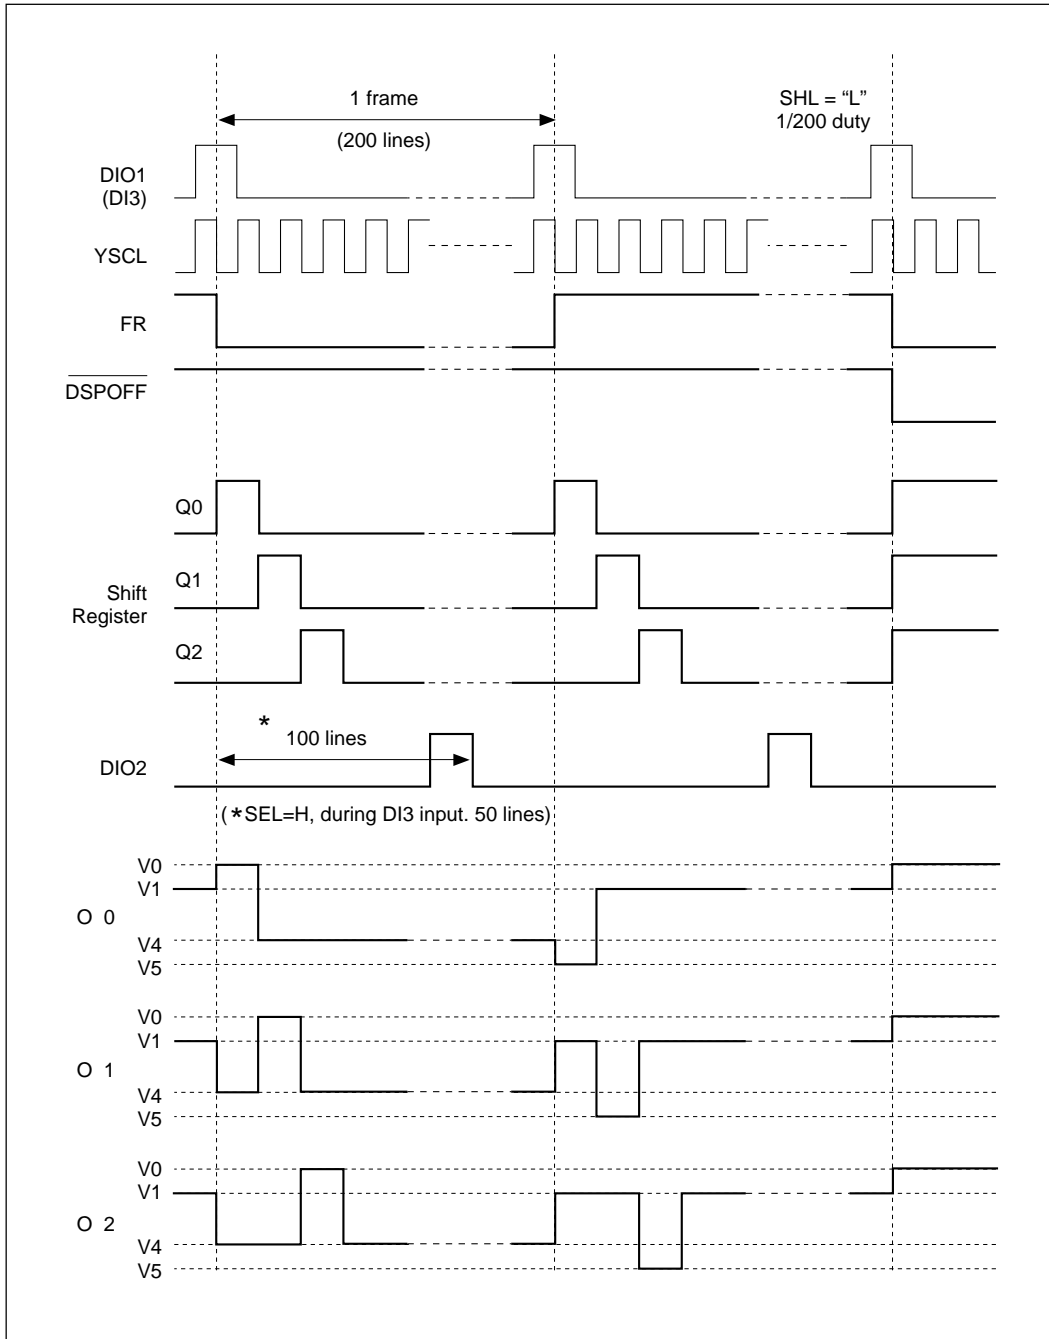 1 frame
(200 lines)
SHL = “L”
1/200 duty
DIO1
(DI3)
YSCL
FR
DSPOFF
Shift
Register
Q0
Q1
Q2
DIO2
* 100 lines
(*SEL=H, during DI3 input. 50 lines)
O 0
V0
V1
V4
V5
O 1
V0
V1
V4
V5
O 2
V0
V1
V4
V5